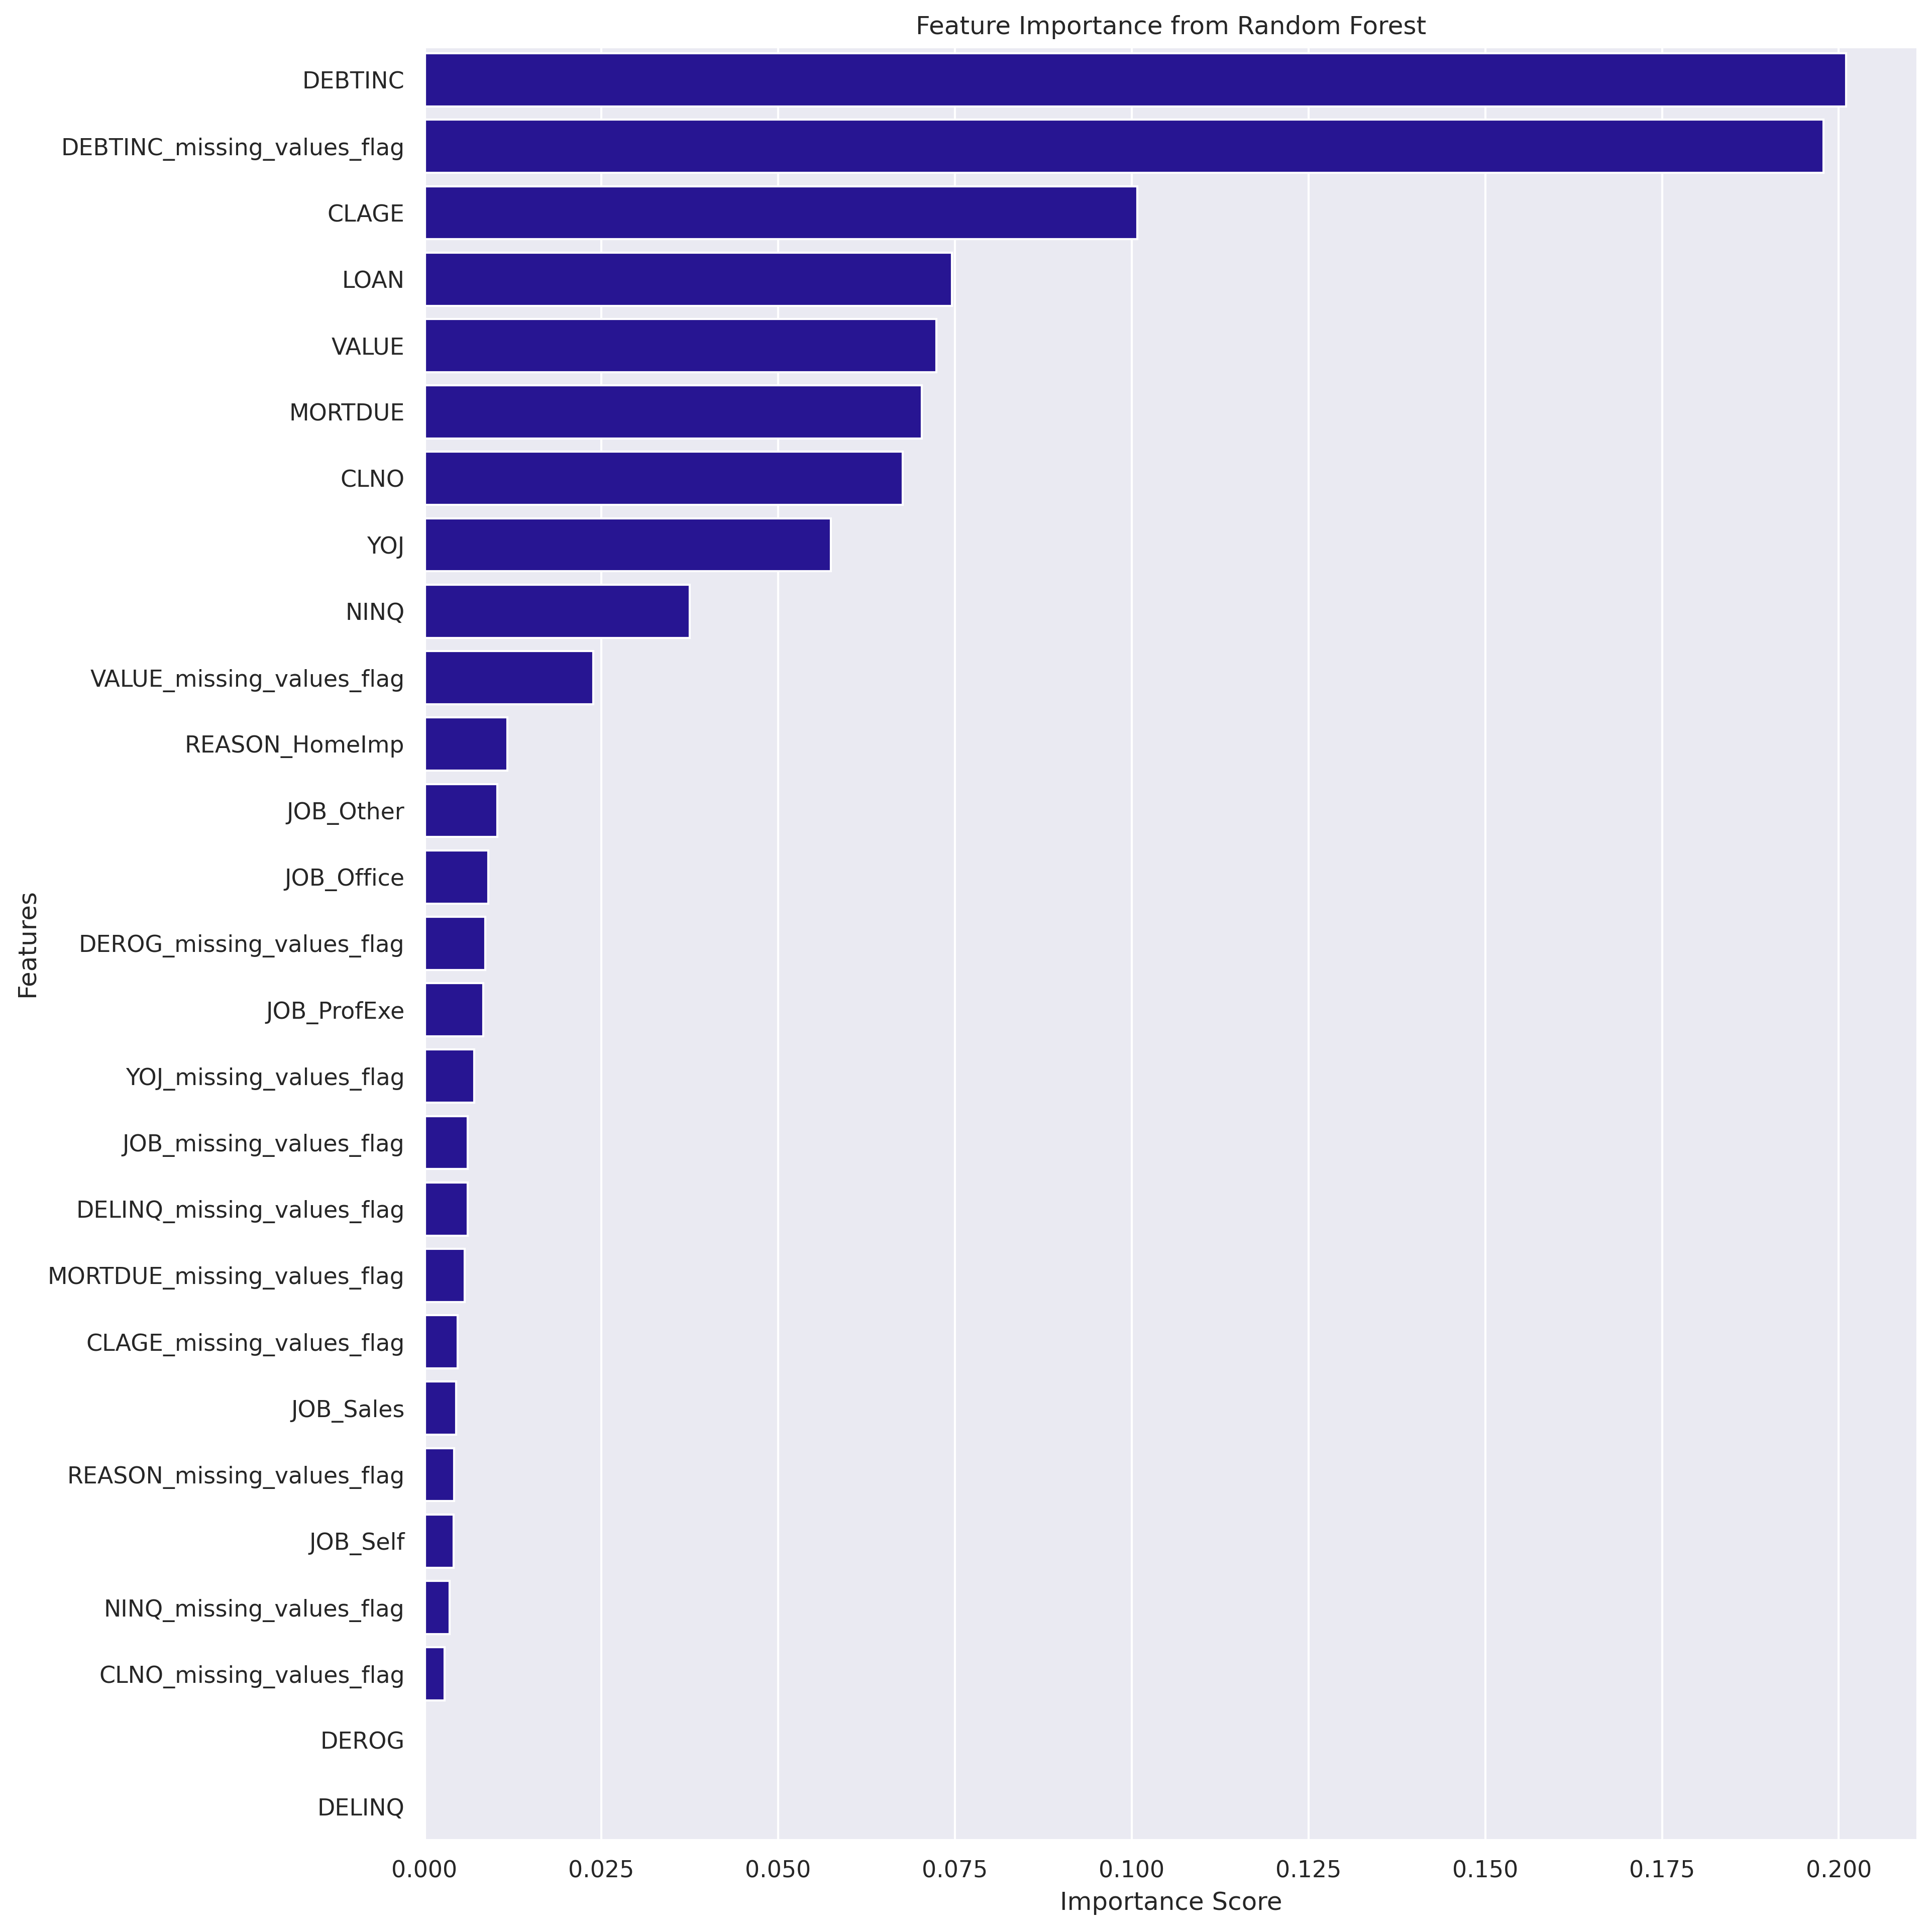 Feature Importance from Random Forest
DEBTINC
DEBTINC_missing_values_flag
CLAGE
LOAN
VALUE
MORTDUE
CLNO
YOJ
NINQ
VALUE_missing_values_flag
REASON_HomeImp
JOB_Other
JOB_Office
DEROG_missing_values_flag
JOB_ProfExe
YOJ_missing_values_flag
JOB_missing_values_flag
DELINQ_missing_values_flag
MORTDUE_missing_values_flag
CLAGE_missing_values_flag
JOB_Sales
REASON_missing_values_flag
JOB_Self
NINQ_missing_values_flag
CLNO_missing_values_flag
DEROG
DELINQ
Features
0.000 0.025 0.050 0.075 0.100 0.125 0.150 0.175 0.200
Importance Score